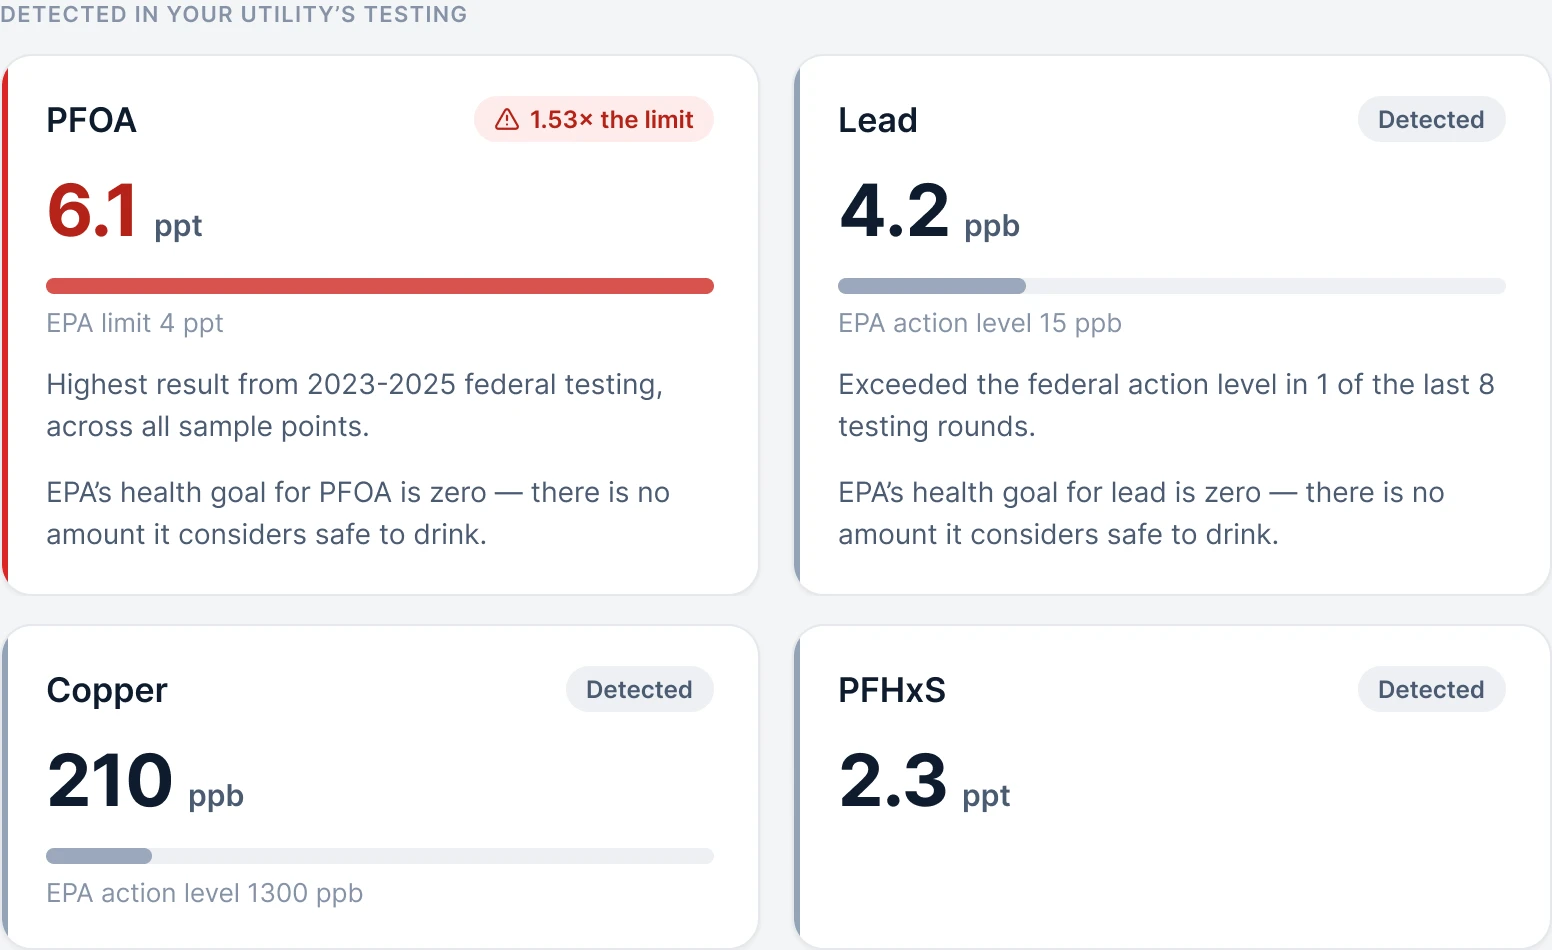 DETECTED IN YOUR UTILITY’S TESTING
PFOA
1.53× the limit
6.1 ppt
EPA limit 4 ppt
Highest result from 2023-2025 federal testing,
across all sample points.
EPA’s health goal for PFOA is zero — there is no
amount it considers safe to drink.
Lead
Detected
4.2 ppb
EPA action level 15 ppb
Exceeded the federal action level in 1 of the last 8
testing rounds.
EPA’s health goal for lead is zero — there is no
amount it considers safe to drink.
Copper
Detected
210 ppb
EPA action level 1300 ppb
PFHxS
Detected
2.3 ppt